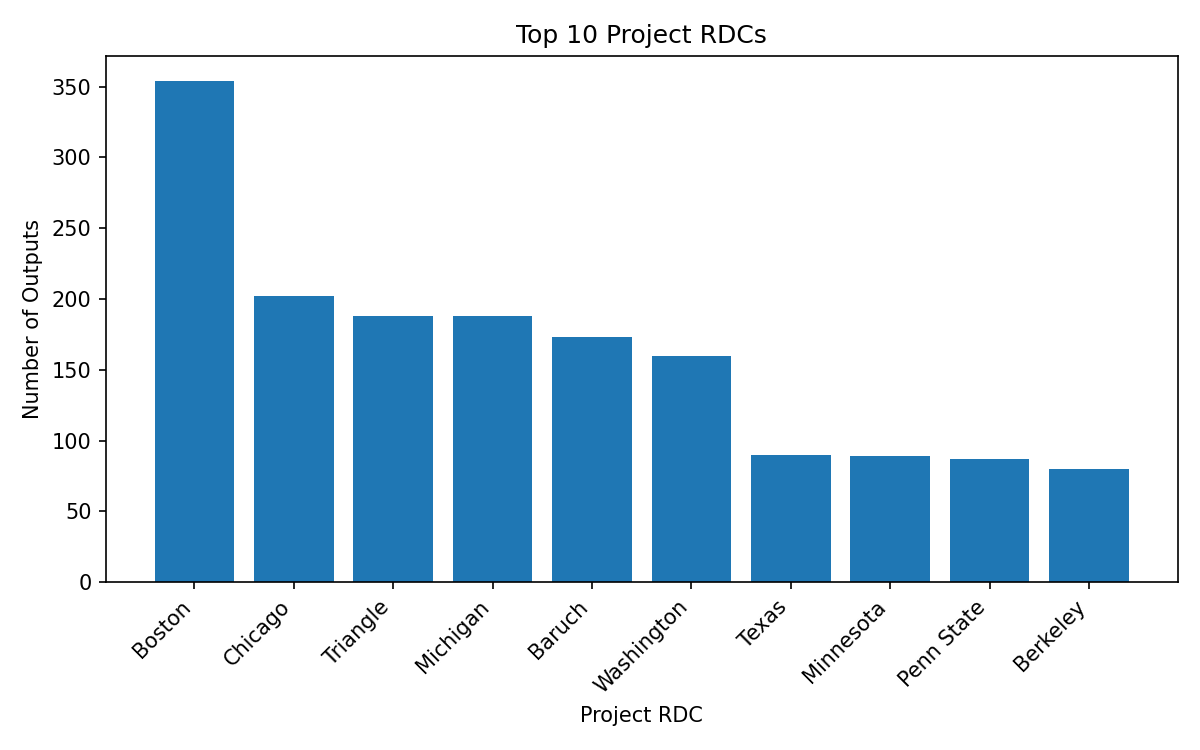 Top 10 Project RDCs
Number of Outputs
350
300
250
200
150
100
50
0
Boston
Chicago
Triangle
Michigan
Baruch
Washington
Texas
Minnesota
Penn State
Berkeley
Project RDC